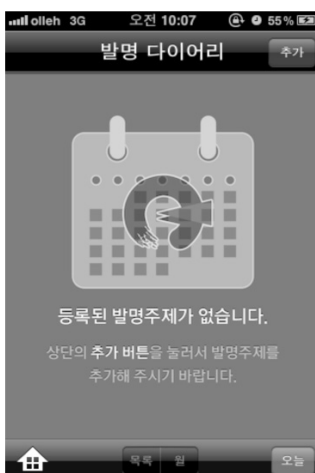 olleh 3G 오전 10:07 55%
발명 다이어리
추가
등록된 발명주제가 없습니다.
상단의 추가 버튼을 눌러서 발명주제를
추가해 주시기 바랍니다.
목록 월
오늘